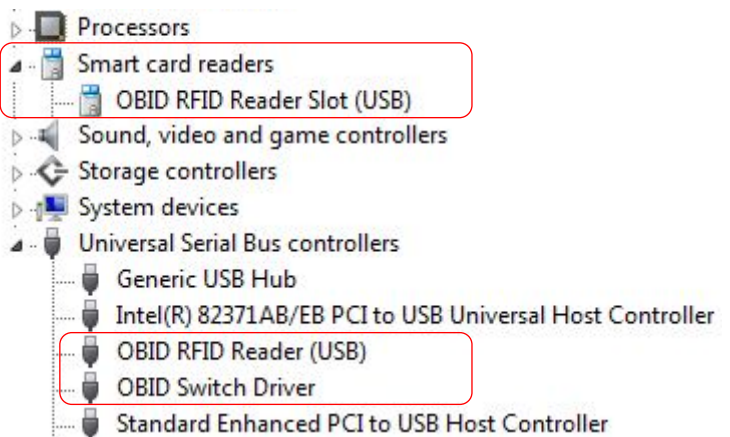 Processors
Smart card readers
OBID RFID Reader Slot (USB)
Sound, video and game controllers
Storage controllers
System devices
Universal Serial Bus controllers
Generic USB Hub
Intel(R) 82371AB/EB PCI to USB Universal Host Controller
OBID RFID Reader (USB)
OBID Switch Driver
Standard Enhanced PCI to USB Host Controller